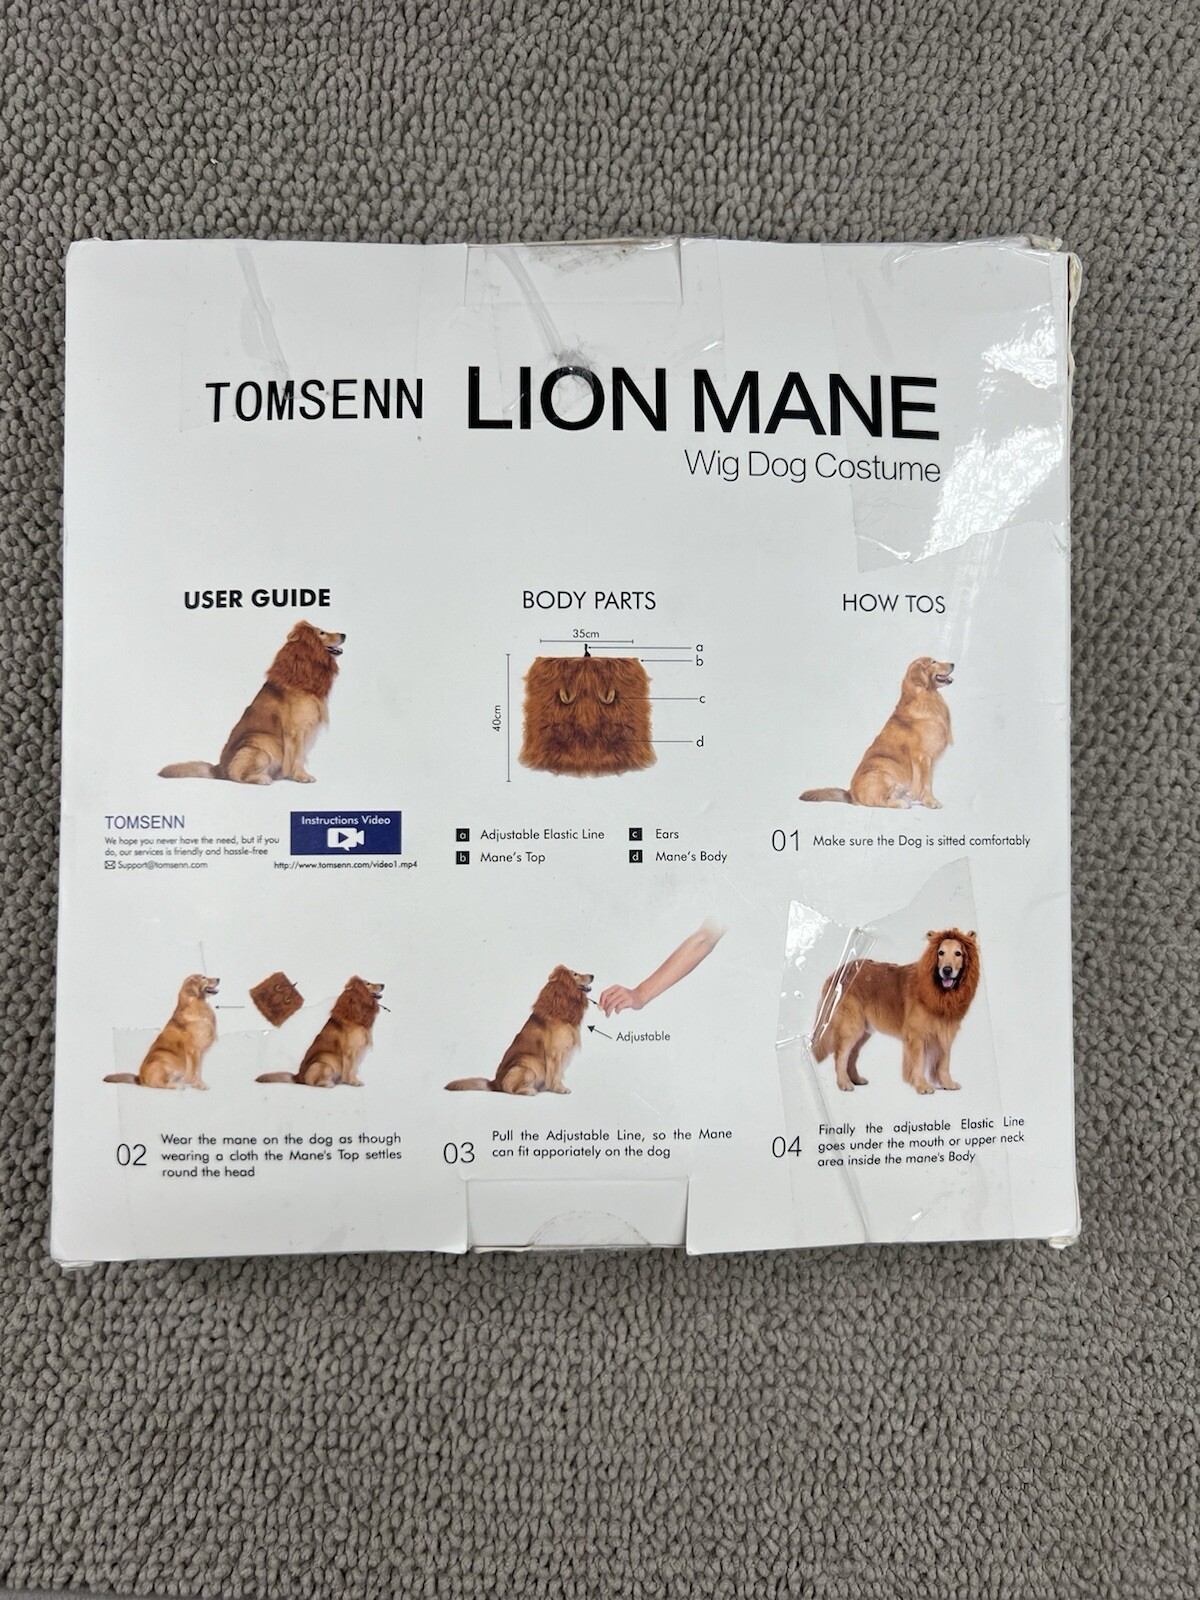 TOMSENN LION MANE
Wig Dog Costume
USER GUIDE
TOMSENN
We hope you never have the need, but if you
do, our services is friendly and hassle-free
Support@tomsenn.com
Instructions Video
http://www.tomsenn.com/video1.mp4
BODY PARTS
35cm
40cm
a
b
c
d
a Adjustable Elastic Line
b Mane's Top
c Ears
d Mane's Body
HOW TOS
01 Make sure the Dog is sitted comfortably
02 Wear the mane on the dog as though
wearing a cloth the Mane's Top settles
round the head
Adjustable
03 Pull the Adjustable Line, so the Mane
can fit apporiately on the dog
04 Finally the adjustable Elastic Line
goes under the mouth or upper neck
area inside the mane's Body